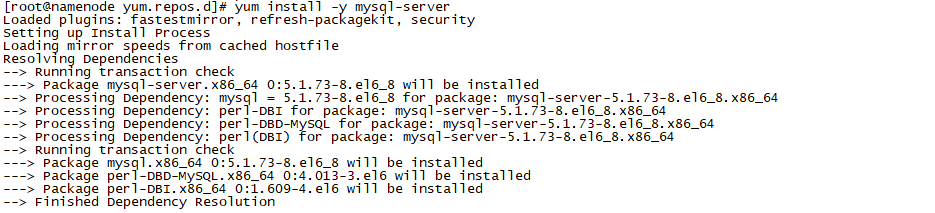 [root@namenode yum.repos.d]# yum install -y mysql-server
Loaded plugins: fastestmirror, refresh-packagekit, security
Setting up Install Process
Loading mirror speeds from cached hostfile
Resolving Dependencies
--> Running transaction check
---> Package mysql-server.x86_64 0:5.1.73-8.el6_8 will be installed
--> Processing Dependency: mysql = 5.1.73-8.el6_8 for package: mysql-server-5.1.73-8.el6_8.x86_64
--> Processing Dependency: perl-DBI for package: mysql-server-5.1.73-8.el6_8.x86_64
--> Processing Dependency: perl-DBD-MySQL for package: mysql-server-5.1.73-8.el6_8.x86_64
--> Processing Dependency: perl(DBI) for package: mysql-server-5.1.73-8.el6_8.x86_64
--> Running transaction check
---> Package mysql.x86_64 0:5.1.73-8.el6_8 will be installed
---> Package perl-DBD-MySQL.x86_64 0:4.013-3.el6 will be installed
---> Package perl-DBI.x86_64 0:1.609-4.el6 will be installed
--> Finished Dependency Resolution